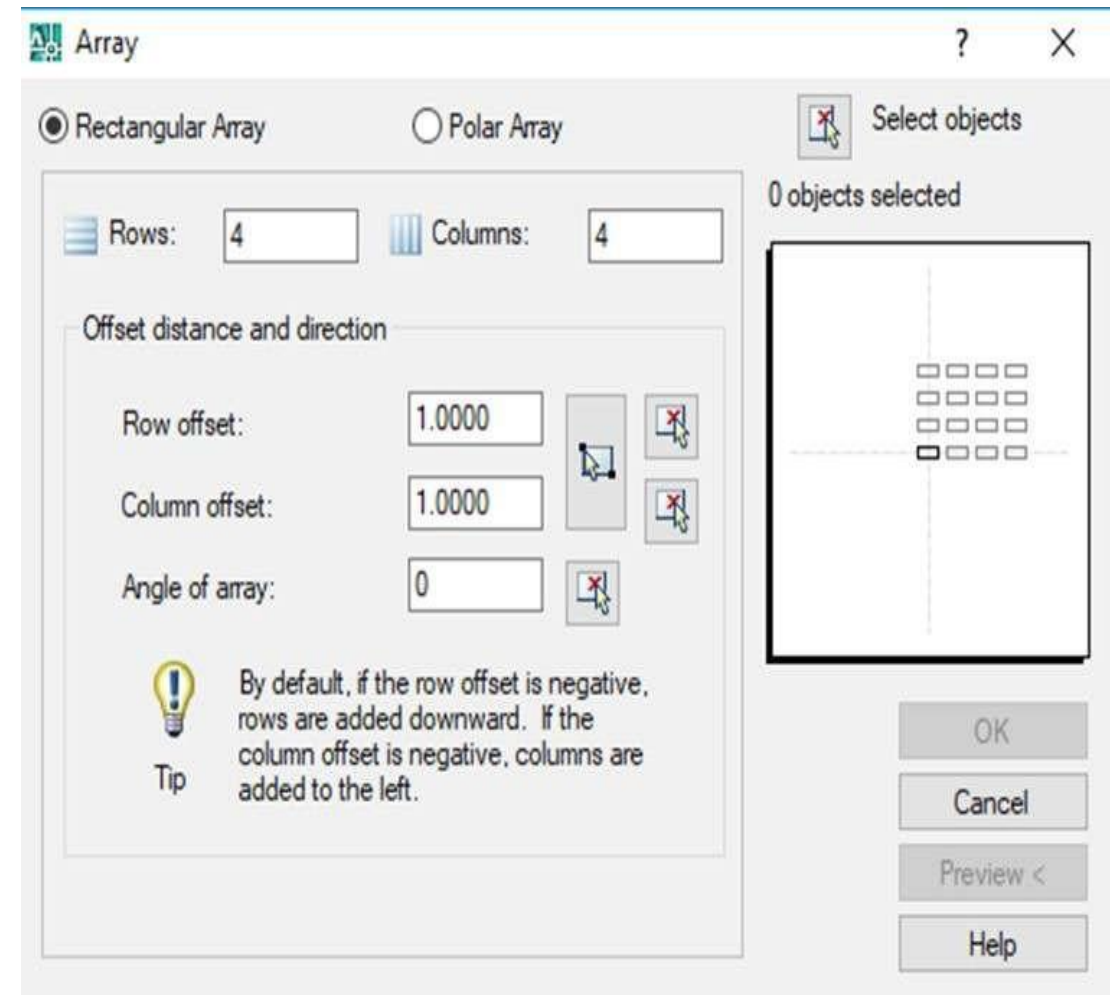 Array ? X
Rectangular Array Polar Array Select objects
0 objects selected
Rows: 4 Columns: 4
Offset distance and direction
Row offset: 1.0000
Column offset: 1.0000
Angle of array: 0
By default, if the row offset is negative,
rows are added downward. If the
column offset is negative, columns are
added to the left.
Tip
OK
Cancel
Preview <
Help